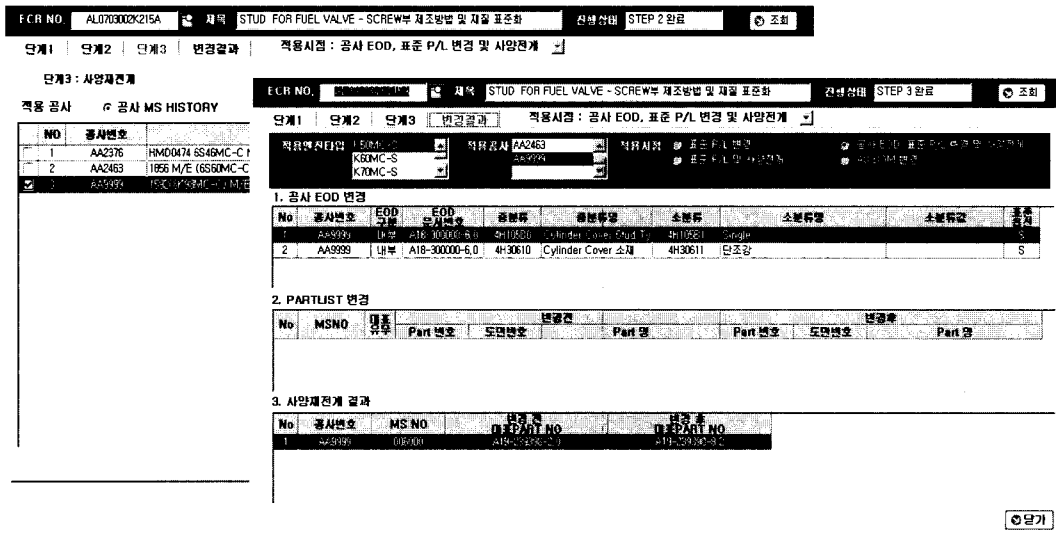 ECR NO. AL0703002K215A 제목 STUD FOR FUEL VALVE - SCREW부 제조방법 및 재질 표준화 진행상태 STEP 2 완료 조회
단계1 단계2 단계3 변경결과 적용시점 : 공사 EOD, 표준 P/L 변경 및 사양전개
단계3 : 사양재전개
적용 공사 공사 MS HISTORY
NO 공사번호
1 AA2376 HMD0474 6S46MC-C
2 AA2463 1856 M/E (6S60MC-C
3 AA9999
ECR NO. 제목 STUD FOR FUEL VALVE - SCREW부 제조방법 및 재질 표준화 진행상태 STEP 3 완료 조회
단계1 단계2 단계3 변경결과 적용시점 : 공사 EOD, 표준 P/L 변경 및 사양전개
적용엔진타입 L60MC-C 적용공사 AA2463 적용시점 표준 P/L 변경
K60MC-S AA9999 표준 P/L 및 사양전개
K70MC-S
1. 공사 EOD 변경
No 공사번호 EOD 구분 EOD 문서번호 중분류 중분류명 소분류 소분류명 소분류값
1 AA9999 내부 A18-300000-6,0 4H10580 Cylinder Cover Stud Ty 4H10581 Single S
2 AA9999 내부 A18-300000-6,0 4H30610 Cylinder Cover 소재 4H30611 단조강 S
2. PARTLIST 변경
No MSNO 대표유무 변경전 변경후
Part 번호 도면번호 Part 명 Part 번호 도면번호 Part 명
3. 사양재전개 결과
No 공사번호 MS NO 변경 전 대표PART NO 변경 후 대표PART NO
1 AA9999
닫기